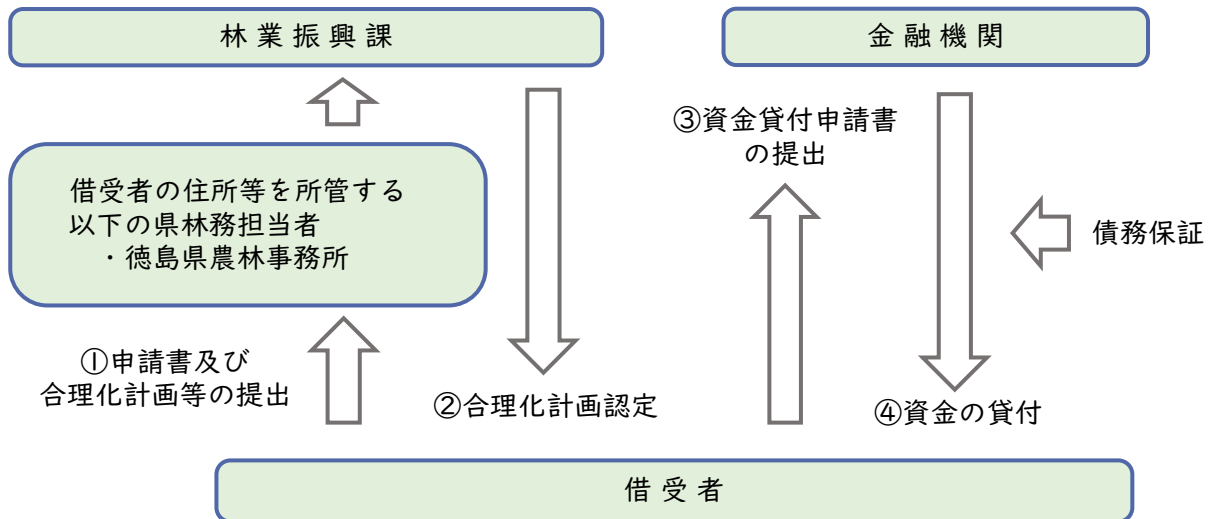 林業振興課
金融機関
借受者の住所等を所管する
以下の県林務担当者
・徳島県農林事務所
①申請書及び
合理化計画等の提出
②合理化計画認定
③資金貸付申請書
の提出
債務保証
④資金の貸付
借受者